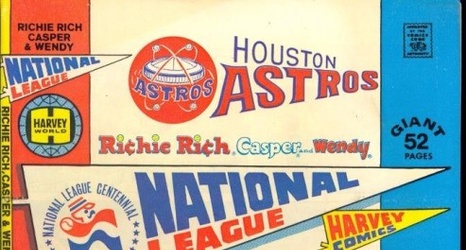 RICHIE RICH
CASPER
& WENDY
NATIONAL
LEAGUE
HARVEY
WORLD
RICHIE RICH, CASPER & WE
ASTROS
HOUSTON
ASTROS
Richie Rich, Casper and Wendy
APPROVED
BY THE
COMICS
CODE
AUTHORITY
GIANT
52
PAGES
NATIONAL LEAGUE CENTENNIAL
NATIONAL
LEAGUE
HARVEY
COMICS